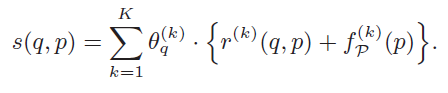 s(q, p) = \sum_{k=1}^{K} \theta_q^{(k)} \cdot \left\{ r^{(k)}(q, p) + f_{\mathcal{P}}^{(k)}(p) \right\}.